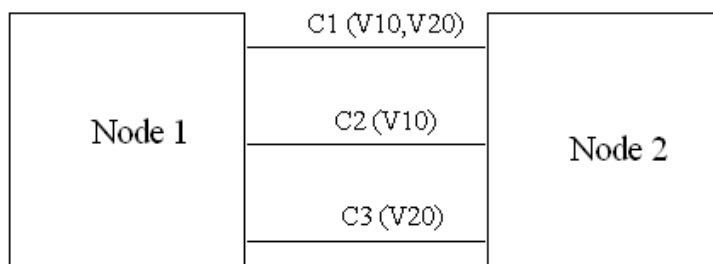 C1 (V10,V20)
Node 1
C2 (V10)
Node 2
C3 (V20)